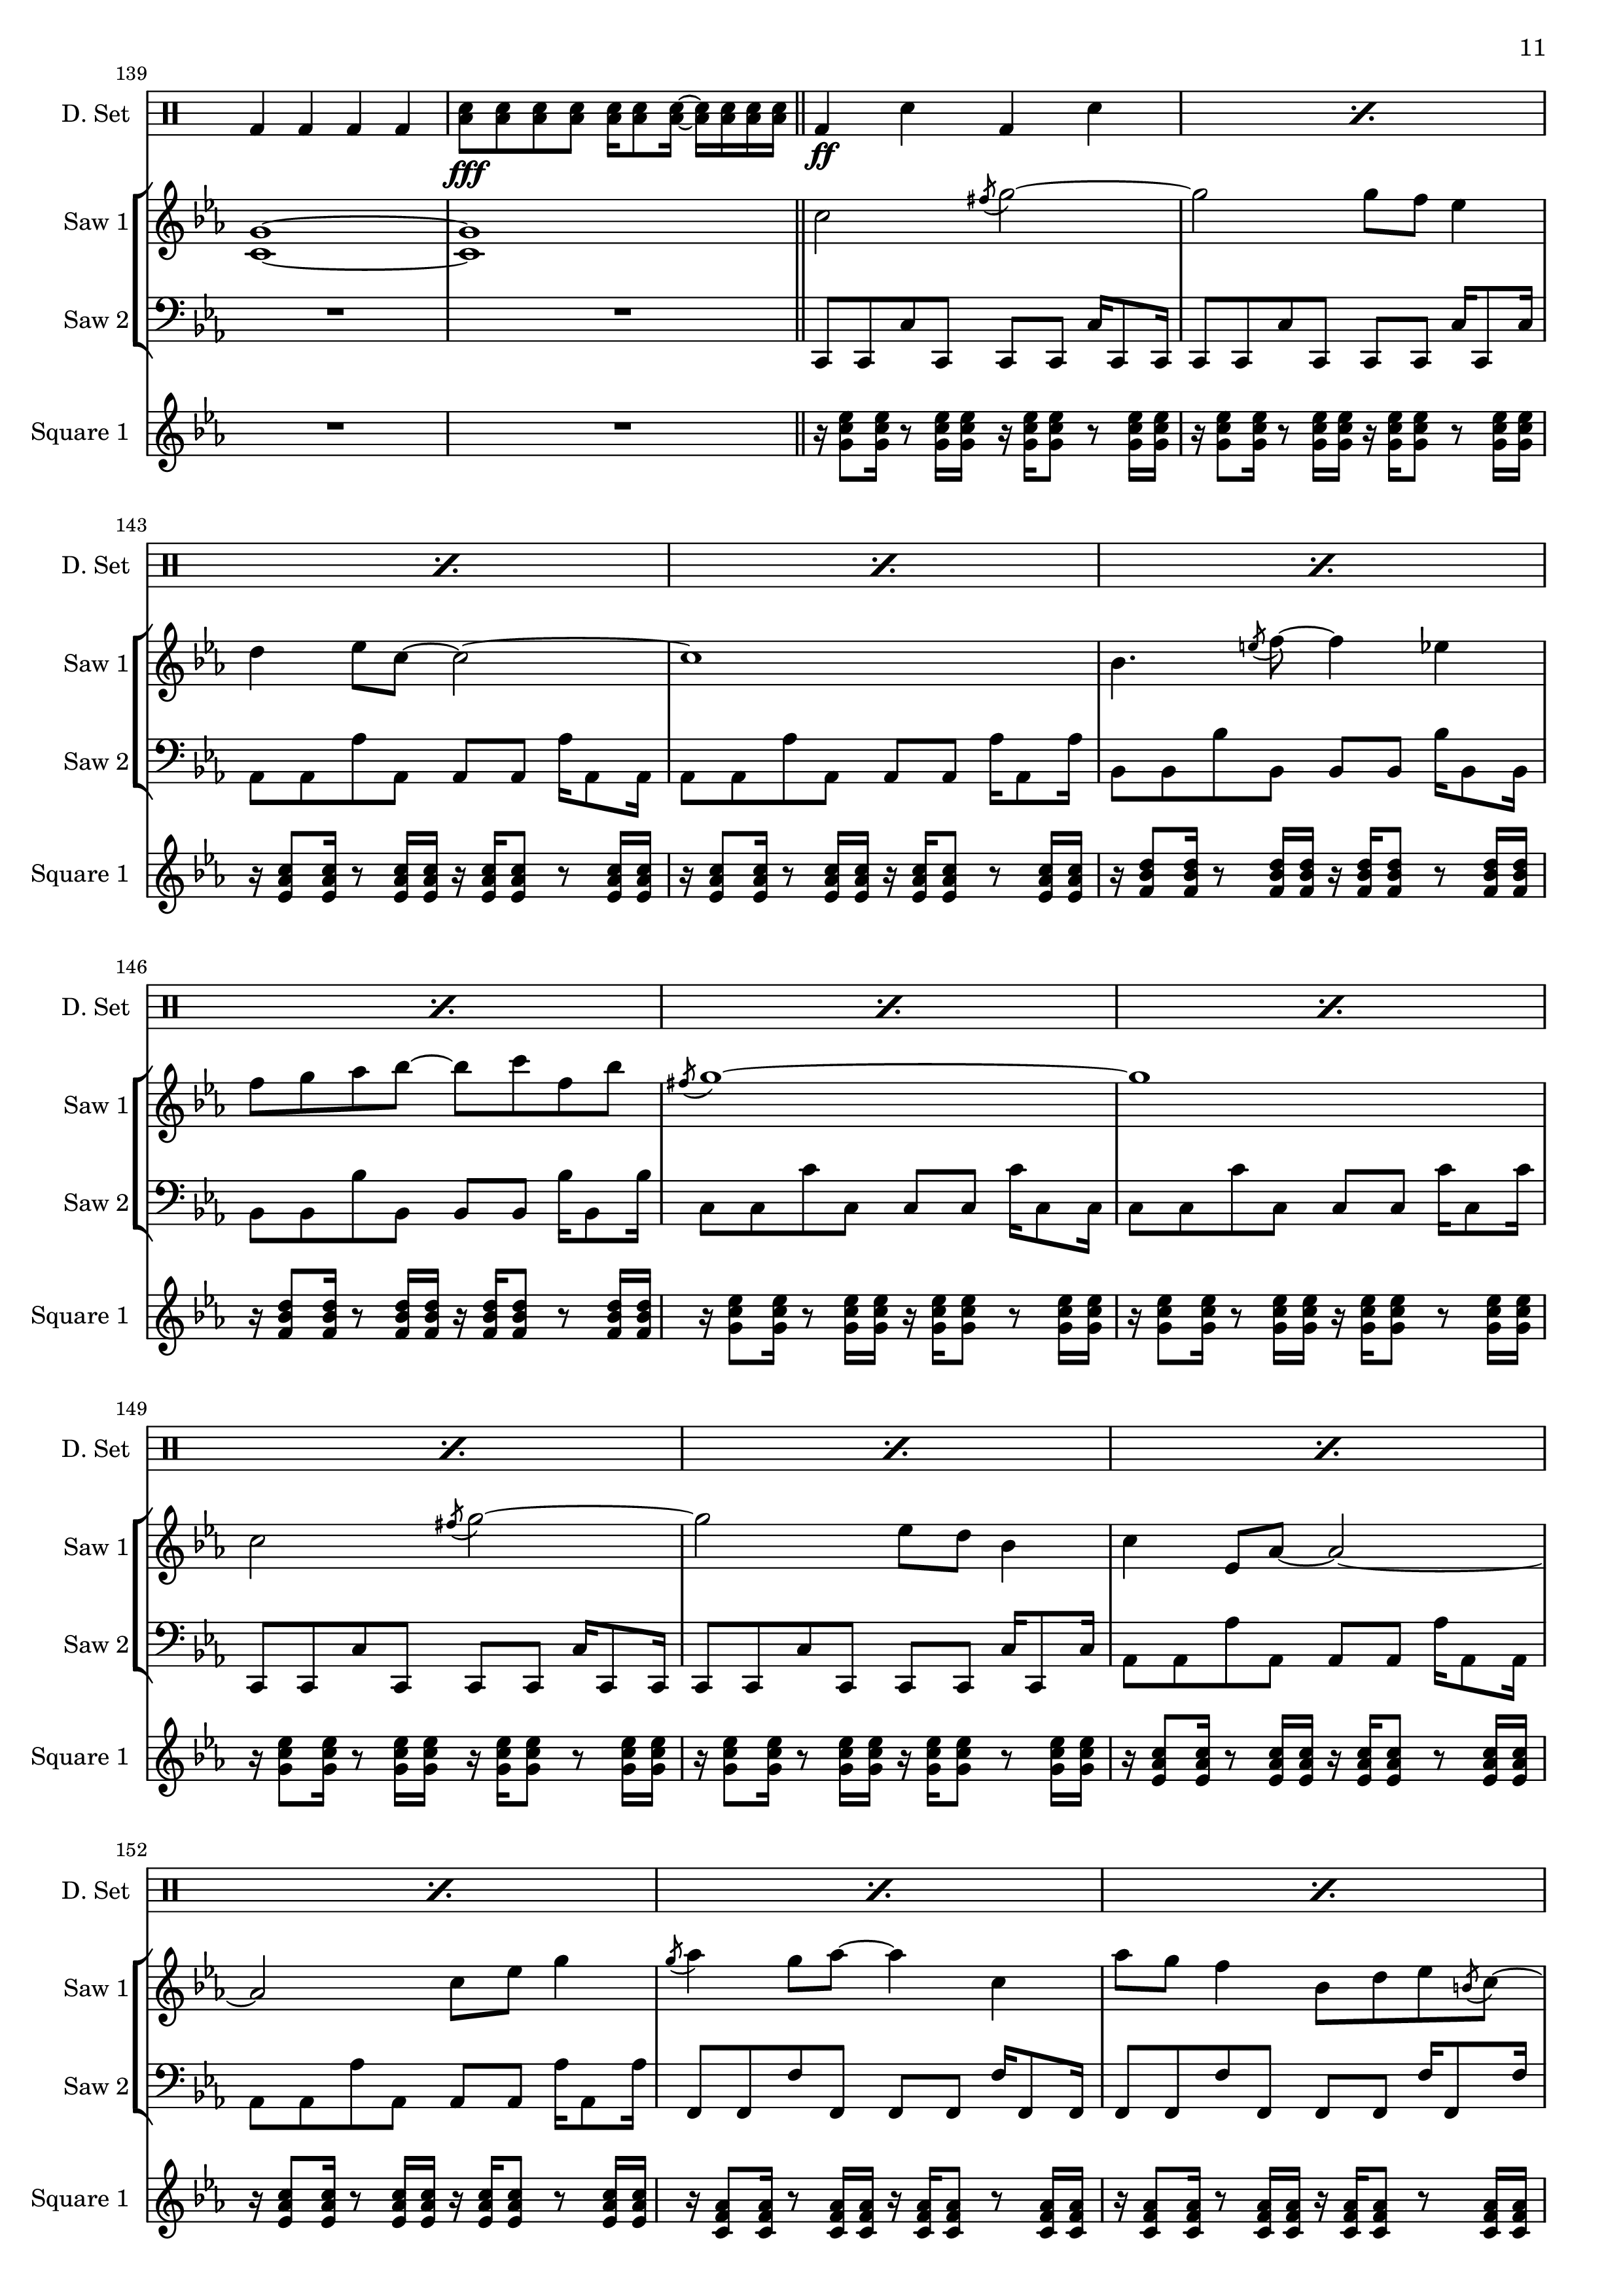 11
139
D. Set
fff ff
Saw 1
Saw 2
Square 1
143
D. Set
Saw 1
Saw 2
Square 1
146
D. Set
Saw 1
Saw 2
Square 1
149
D. Set
Saw 1
Saw 2
Square 1
152
D. Set
Saw 1
Saw 2
Square 1